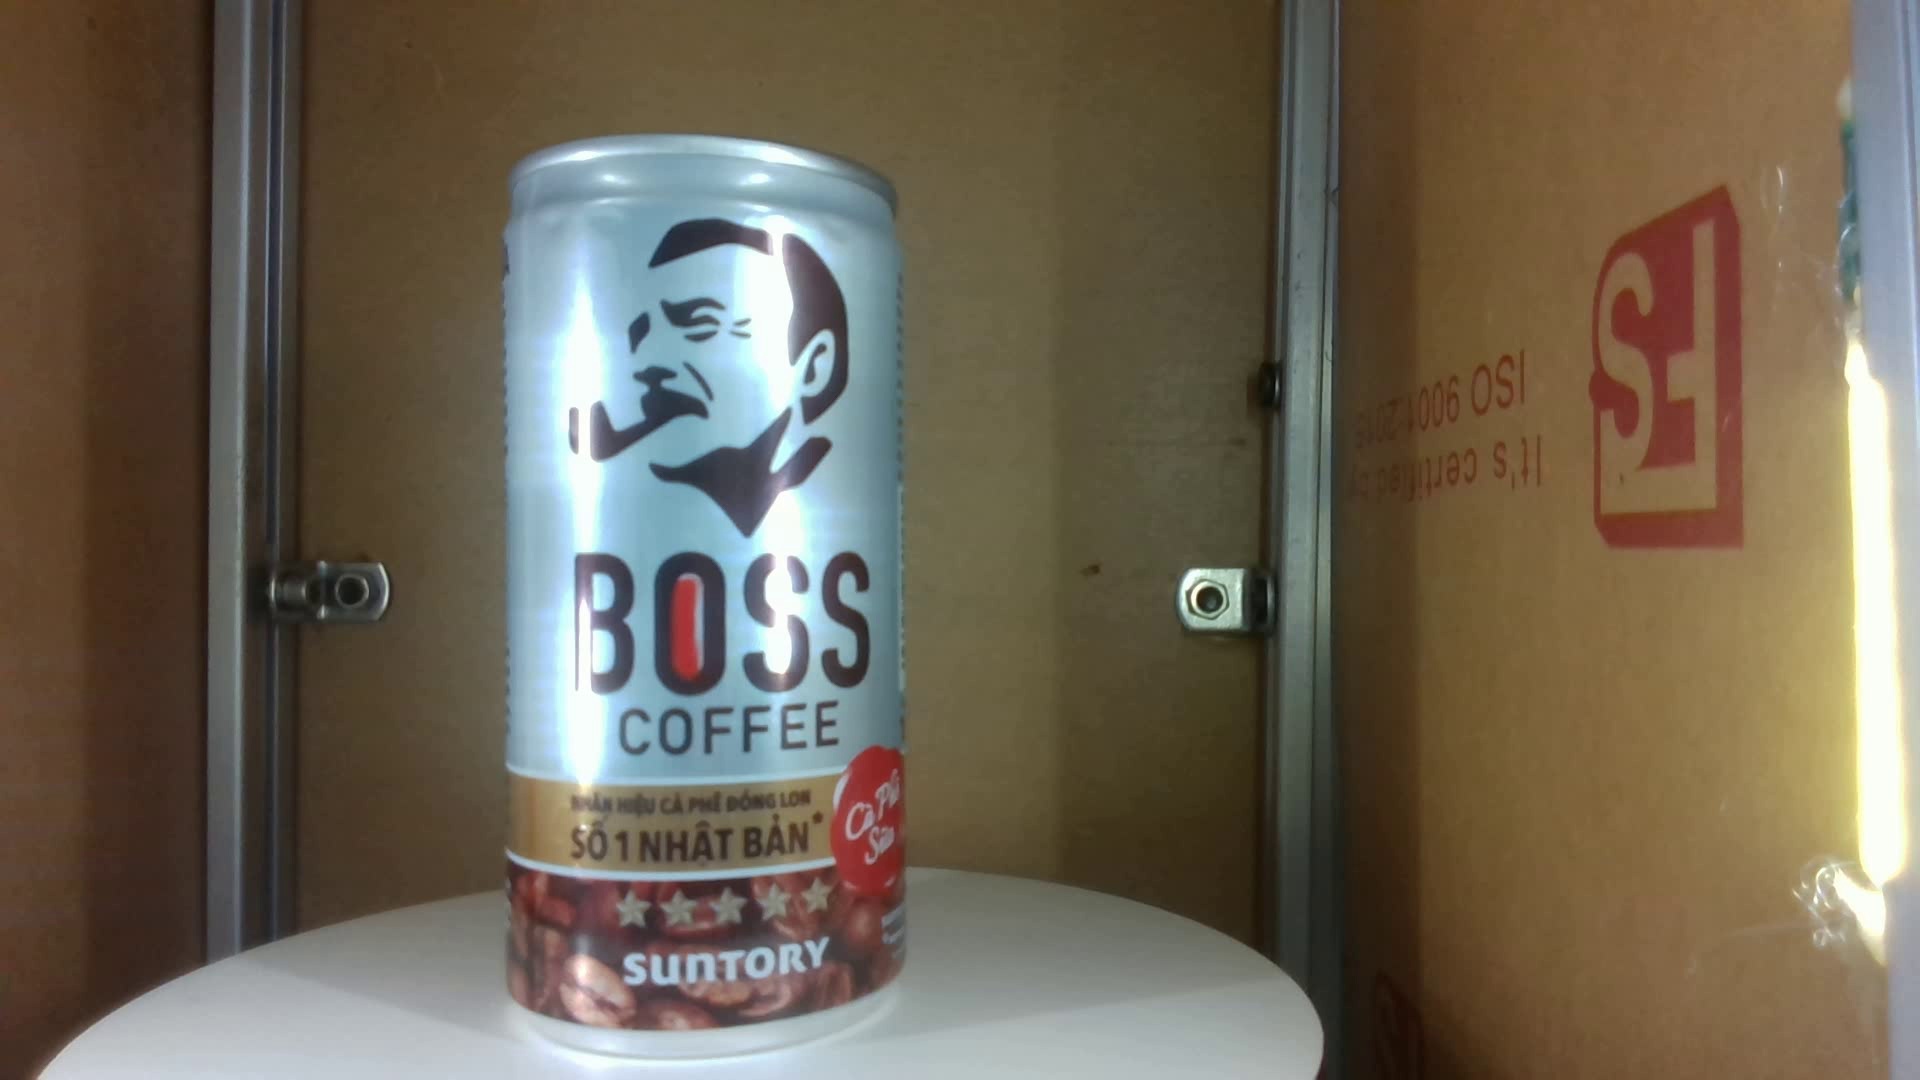 BOSS
COFFEE
NHÃN HIỆU CÀ PHÊ ĐÓNG LON
SỐ 1 NHẬT BẢN*
Cà Phê
Sữa
SUNTORY
It's certified by
ISO 9001:2015
FS